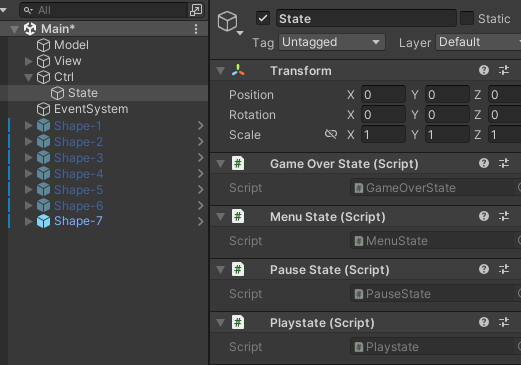 All
Main*
Model
View
Ctrl
State
EventSystem
Shape-1
Shape-2
Shape-3
Shape-4
Shape-5
Shape-6
Shape-7
State
Static
Tag Untagged Layer Default
Transform
Position X 0 Y 0 Z 0
Rotation X 0 Y 0 Z 0
Scale X 1 Y 1 Z 1
# Game Over State (Script)
Script # GameOverState
# Menu State (Script)
Script # MenuState
# Pause State (Script)
Script # PauseState
# Playstate (Script)
Script # Playstate